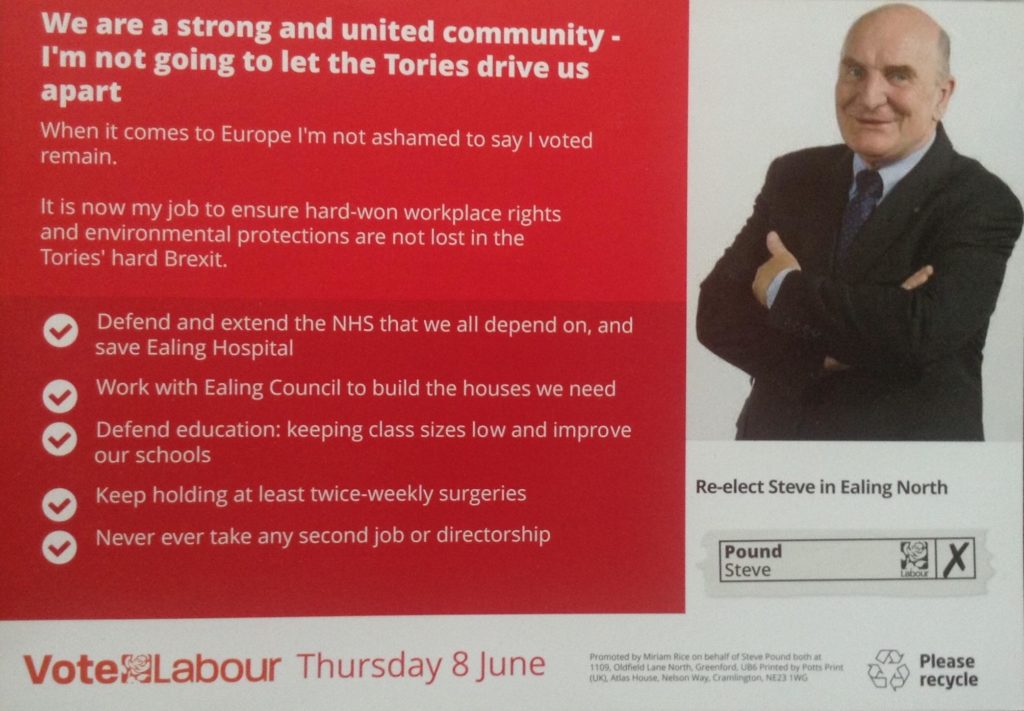 We are a strong and united community -
I'm not going to let the Tories drive us
apart
When it comes to Europe I'm not ashamed to say I voted
remain.
It is now my job to ensure hard-won workplace rights
and environmental protections are not lost in the
Tories' hard Brexit.
Defend and extend the NHS that we all depend on, and
save Ealing Hospital
Work with Ealing Council to build the houses we need
Defend education: keeping class sizes low and improve
our schools
Keep holding at least twice-weekly surgeries
Never ever take any second job or directorship
Re-elect Steve in Ealing North
Pound
Steve
Labour
X
Vote Labour Thursday 8 June
Promoted by Miriam Rice on behalf of Steve Pound both at
1109, Oldfield Lane North, Greenford, UB6 Printed by Potts Print
(UK), Atlas House, Nelson Way, Cramlington, NE23 1WG
Please
recycle